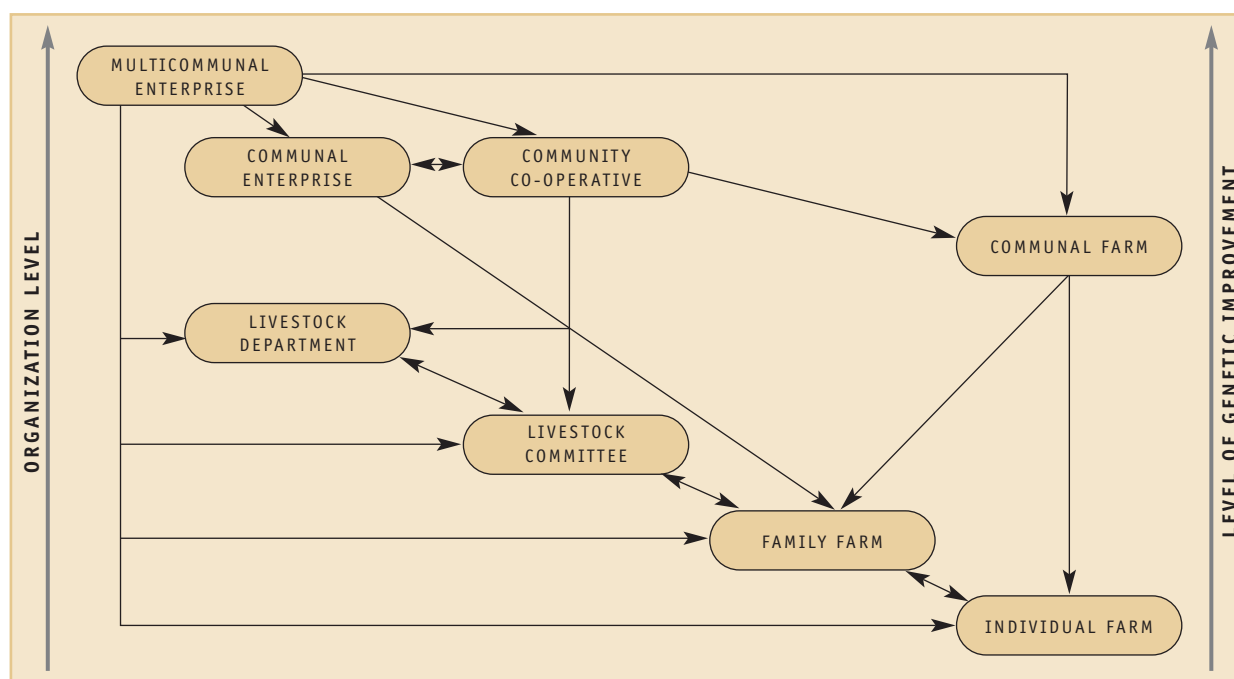 MULTICOMMUNAL
ENTERPRISE
COMMUNAL
ENTERPRISE
COMMUNITY
CO-OPERATIVE
COMMUNAL FARM
LIVESTOCK
DEPARTMENT
LIVESTOCK
COMMITTEE
FAMILY FARM
INDIVIDUAL FARM
ORGANIZATION LEVEL
LEVEL OF GENETIC IMPROVEMENT